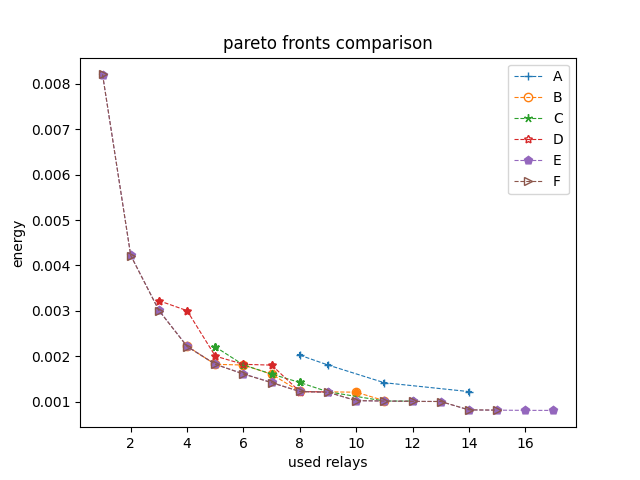 pareto fronts comparison
0.008
0.007
0.006
0.005
0.004
0.003
0.002
0.001
energy
2 4 6 8 10 12 14 16
used relays
A
B
C
D
E
F